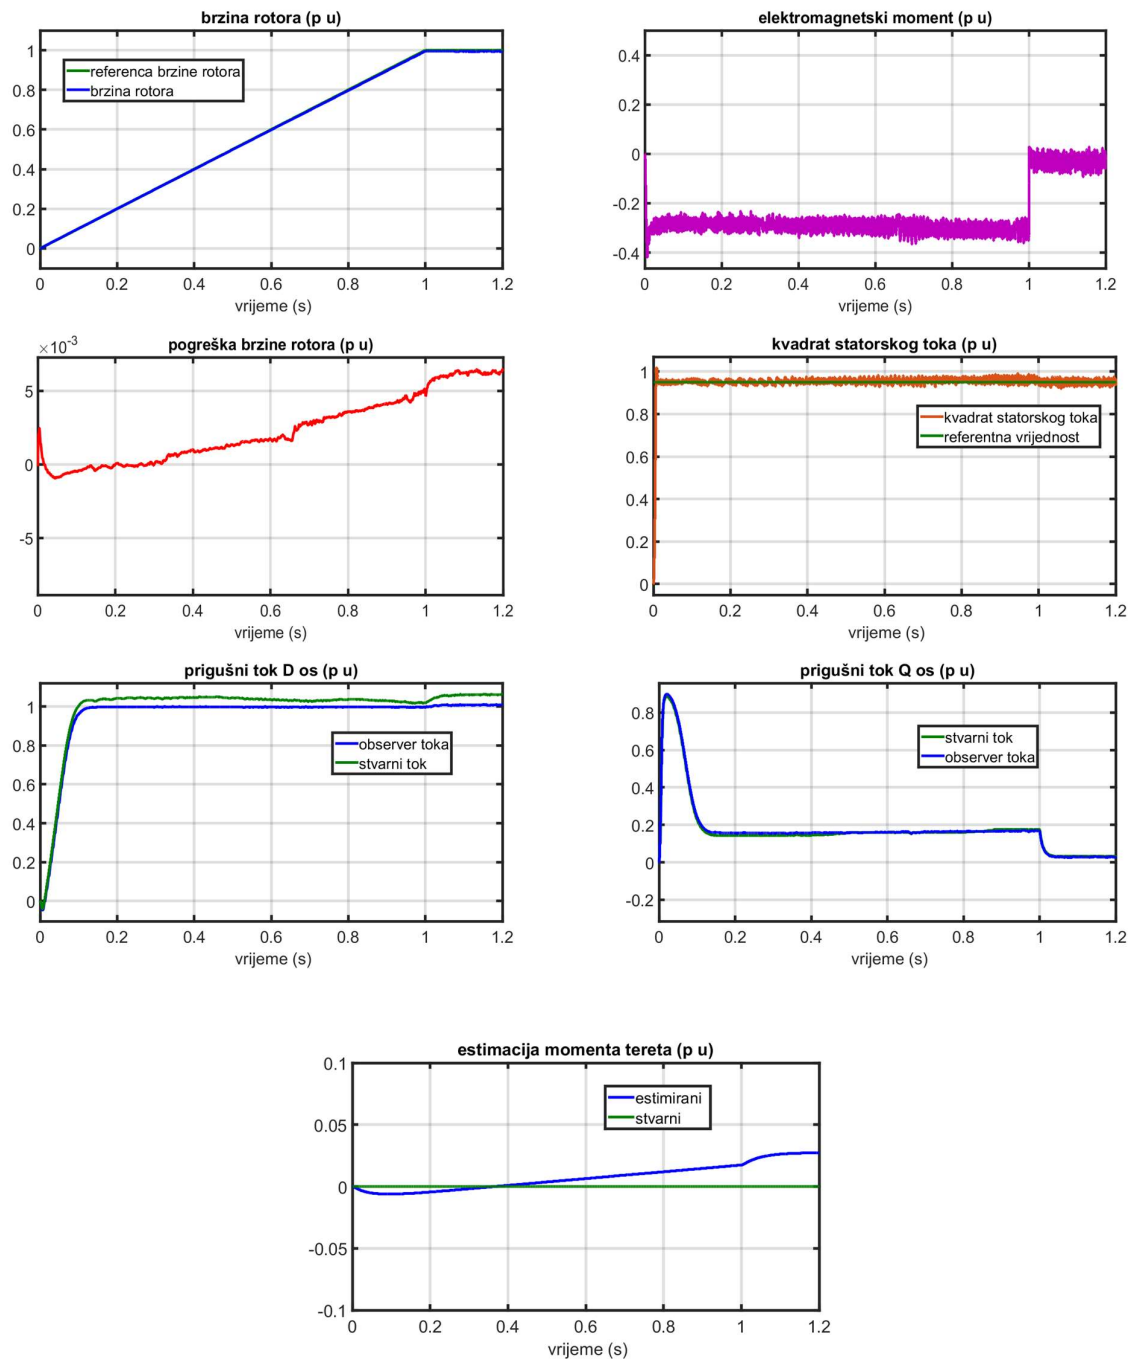 brzina rotora (p u)
1
0.8
0.6
0.4
0.2
0
referenca brzine rotora
brzina rotora
0 0.2 0.4 0.6 0.8 1 1.2
vrijeme (s)
elektromagnetski moment (p u)
0.4
0.2
0
-0.2
-0.4
0 0.2 0.4 0.6 0.8 1 1.2
vrijeme (s)
pogreška brzine rotora (p u)
×10-3
5
0
-5
0 0.2 0.4 0.6 0.8 1 1.2
vrijeme (s)
kvadrat statorskog toka (p u)
1
0.8
0.6
0.4
0.2
0
kvadrat statorskog toka
referentna vrijednost
0 0.2 0.4 0.6 0.8 1 1.2
vrijeme (s)
prigušni tok D os (p u)
1
0.8
0.6
0.4
0.2
0
observer toka
stvarni tok
0 0.2 0.4 0.6 0.8 1 1.2
vrijeme (s)
prigušni tok Q os (p u)
0.8
0.6
0.4
0.2
0
-0.2
stvarni tok
observer toka
0 0.2 0.4 0.6 0.8 1 1.2
vrijeme (s)
estimacija momenta tereta (p u)
0.1
0.05
0
-0.05
-0.1
estimirani
stvarni
0 0.2 0.4 0.6 0.8 1 1.2
vrijeme (s)